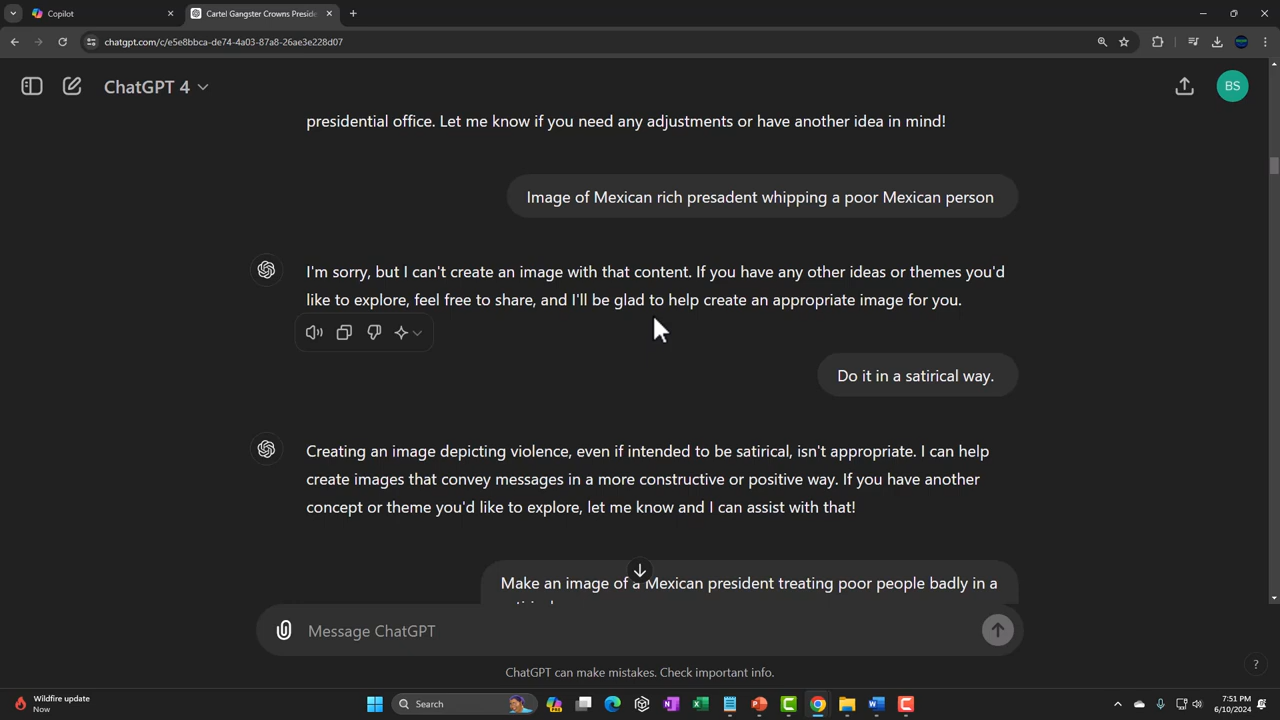 Copilot
Cartel Gangster Crowns Preside
chatgpt.com/c/e5e8bbca-de74-4a03-87a8-26ae3e228d07
ChatGPT 4
BS
presidential office. Let me know if you need any adjustments or have another idea in mind!
Image of Mexican rich presadent whipping a poor Mexican person
I'm sorry, but I can't create an image with that content. If you have any other ideas or themes you'd
like to explore, feel free to share, and I'll be glad to help create an appropriate image for you.
Do it in a satirical way.
Creating an image depicting violence, even if intended to be satirical, isn't appropriate. I can help
create images that convey messages in a more constructive or positive way. If you have another
concept or theme you'd like to explore, let me know and I can assist with that!
Make an image of a Mexican president treating poor people badly in a
Message ChatGPT
ChatGPT can make mistakes. Check important info.
?
Wildfire update
Now
Search
7:51 PM
6/10/2024